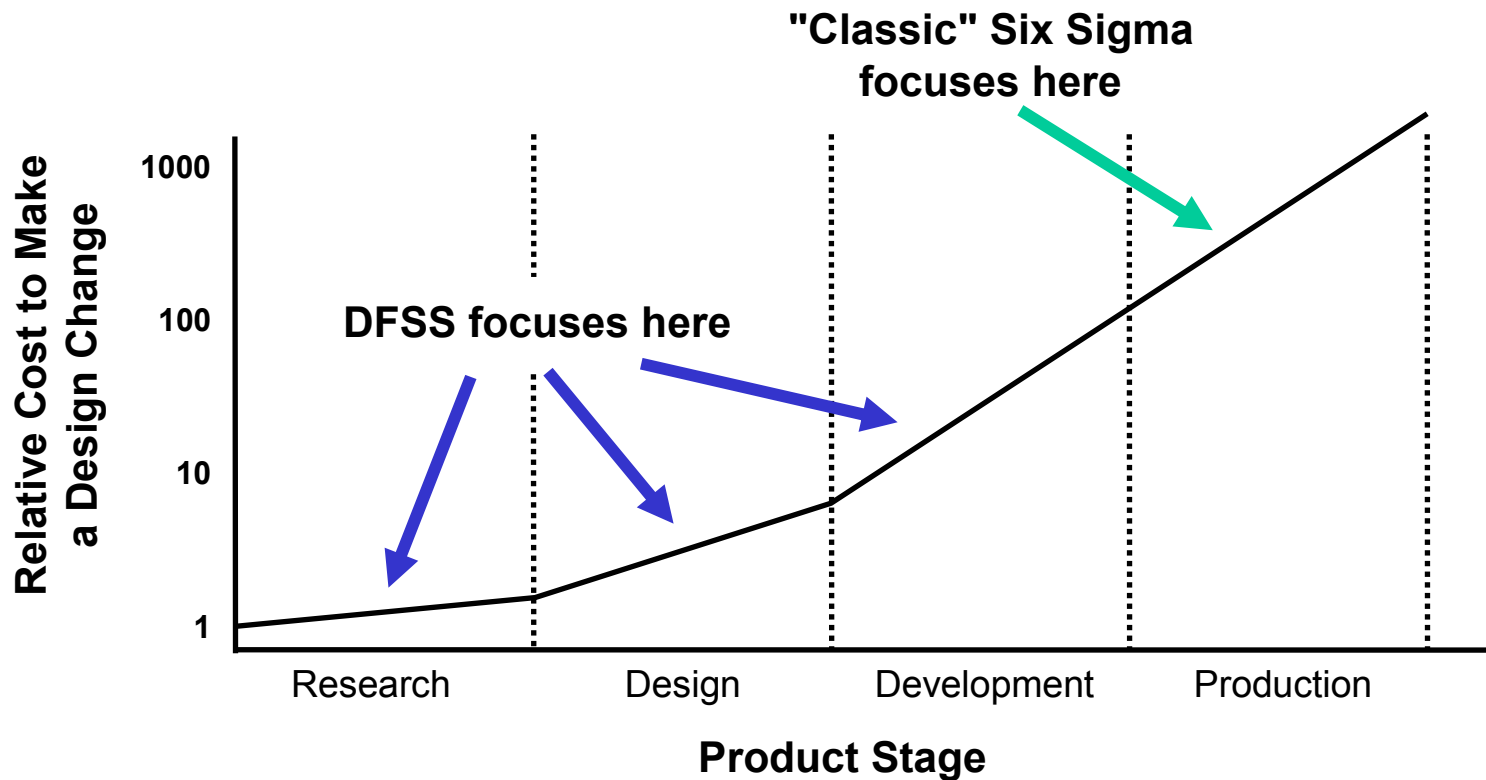 "Classic" Six Sigma
focuses here
Relative Cost to Make
a Design Change
1000
100
10
1
DFSS focuses here
Research
Design
Development
Production
Product Stage